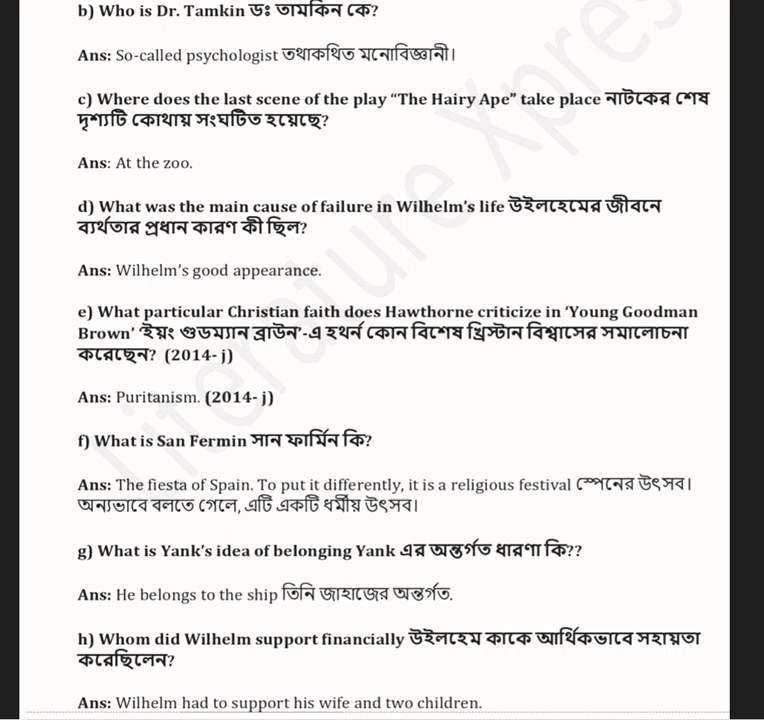 b) Who is Dr. Tamkin ডঃ তামকিন কে?
Ans: So-called psychologist তথাকথিত মনোবিজ্ঞানী।
c) Where does the last scene of the play “The Hairy Ape” take place নাটকের শেষ
দৃশ্যটি কোথায় সংঘটিত হয়েছে?
Ans: At the zoo.
d) What was the main cause of failure in Wilhelm’s life উইলহেমের জীবনে
ব্যর্থতার প্রধান কারণ কী ছিল?
Ans: Wilhelm’s good appearance.
e) What particular Christian faith does Hawthorne criticize in ‘Young Goodman
Brown’ ‘ইয়ং গুডম্যান ব্রাউন’-এ হথর্ন কোন বিশেষ খ্রিস্টান বিশ্বাসের সমালোচনা
করেছেন? (2014- j)
Ans: Puritanism. (2014- j)
f) What is San Fermin সান ফার্মিন কি?
Ans: The fiesta of Spain. To put it differently, it is a religious festival স্পেনের উৎসব।
অন্যভাবে বলতে গেলে, এটি একটি ধর্মীয় উৎসব।
g) What is Yank’s idea of belonging Yank এর অন্তর্গত ধারণা কি??
Ans: He belongs to the ship তিনি জাহাজের অন্তর্গত.
h) Whom did Wilhelm support financially উইলহেম কাকে আর্থিকভাবে সহায়তা
করেছিলেন?
Ans: Wilhelm had to support his wife and two children.
Literature Xpres